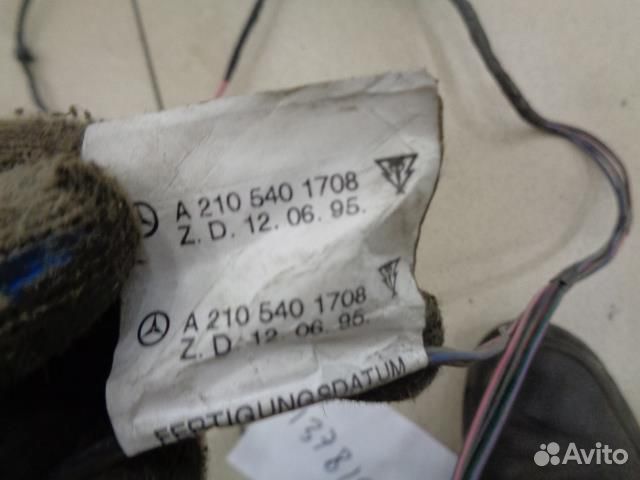 A 210 540 1708
Z. D. 12. 06. 95.
A 210 540 1708
Z. D. 12 06. 95.
FERTIGUNGSDATUM
Avito